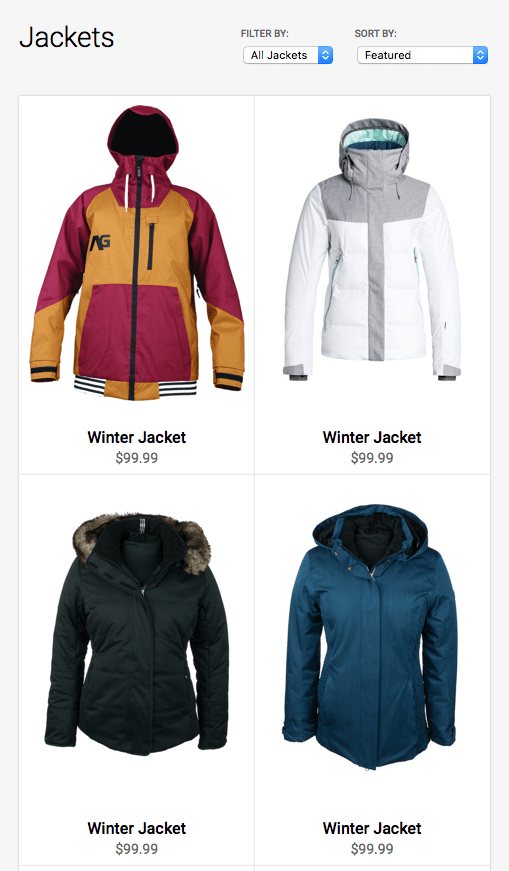 Jackets
FILTER BY:
SORT BY:
All Jackets
Featured
AG
Winter Jacket
$99.99
Winter Jacket
$99.99
Winter Jacket
$99.99
Winter Jacket
$99.99